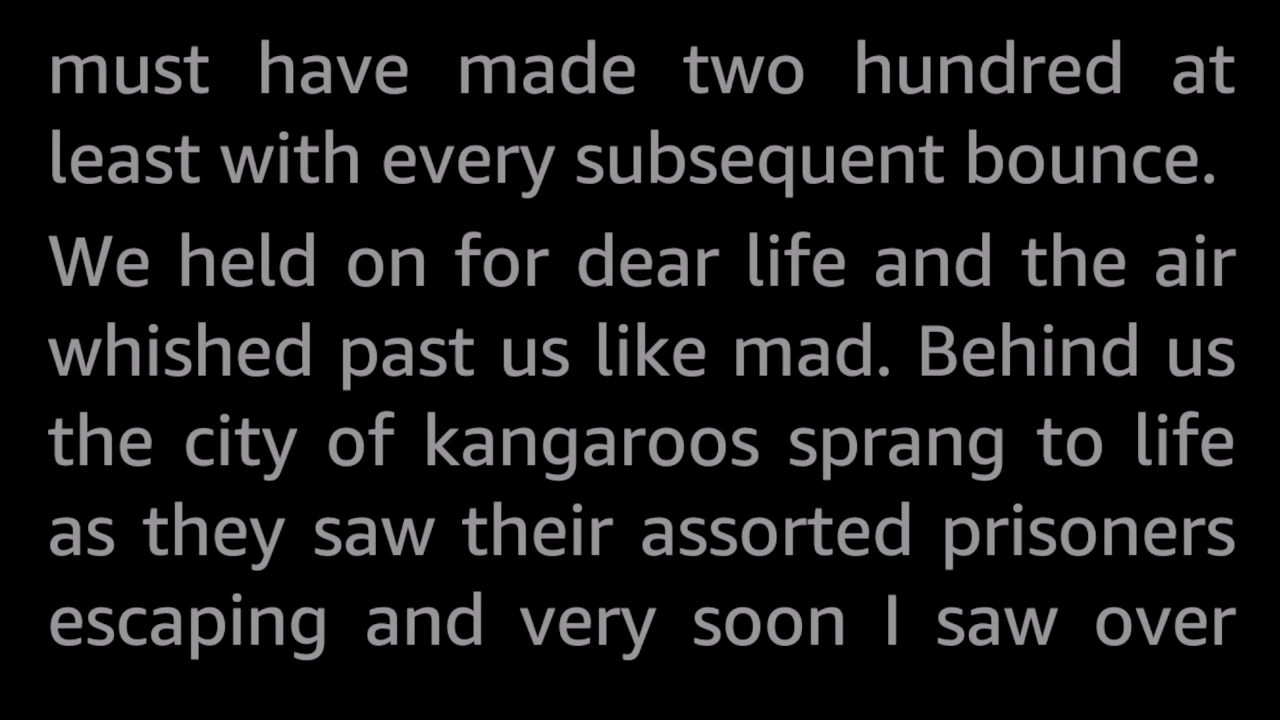 must have made two hundred at
least with every subsequent bounce.
We held on for dear life and the air
whished past us like mad. Behind us
the city of kangaroos sprang to life
as they saw their assorted prisoners
escaping and very soon I saw over